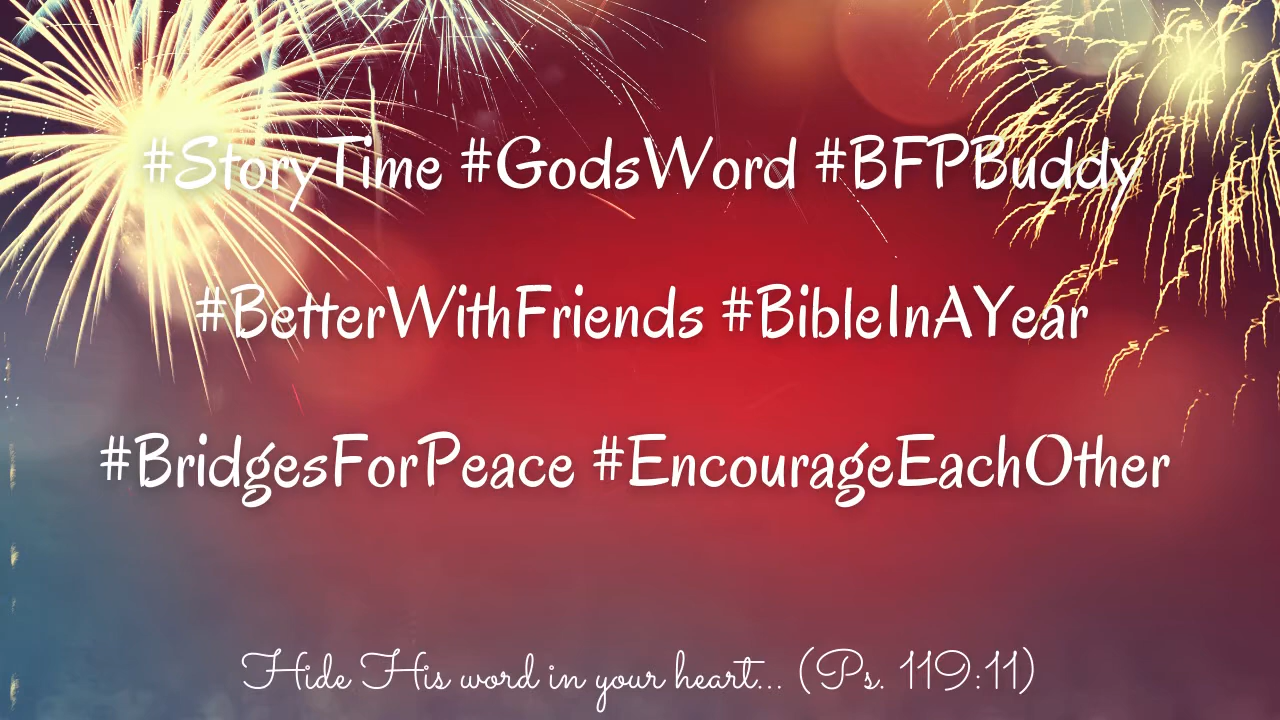 #StoryTime #GodsWord #BFPBuddy
#BetterWithFriends #BibleInAYear
#BridgesForPeace #EncourageEachOther
Hide His word in your heart... (Ps. 119:11)